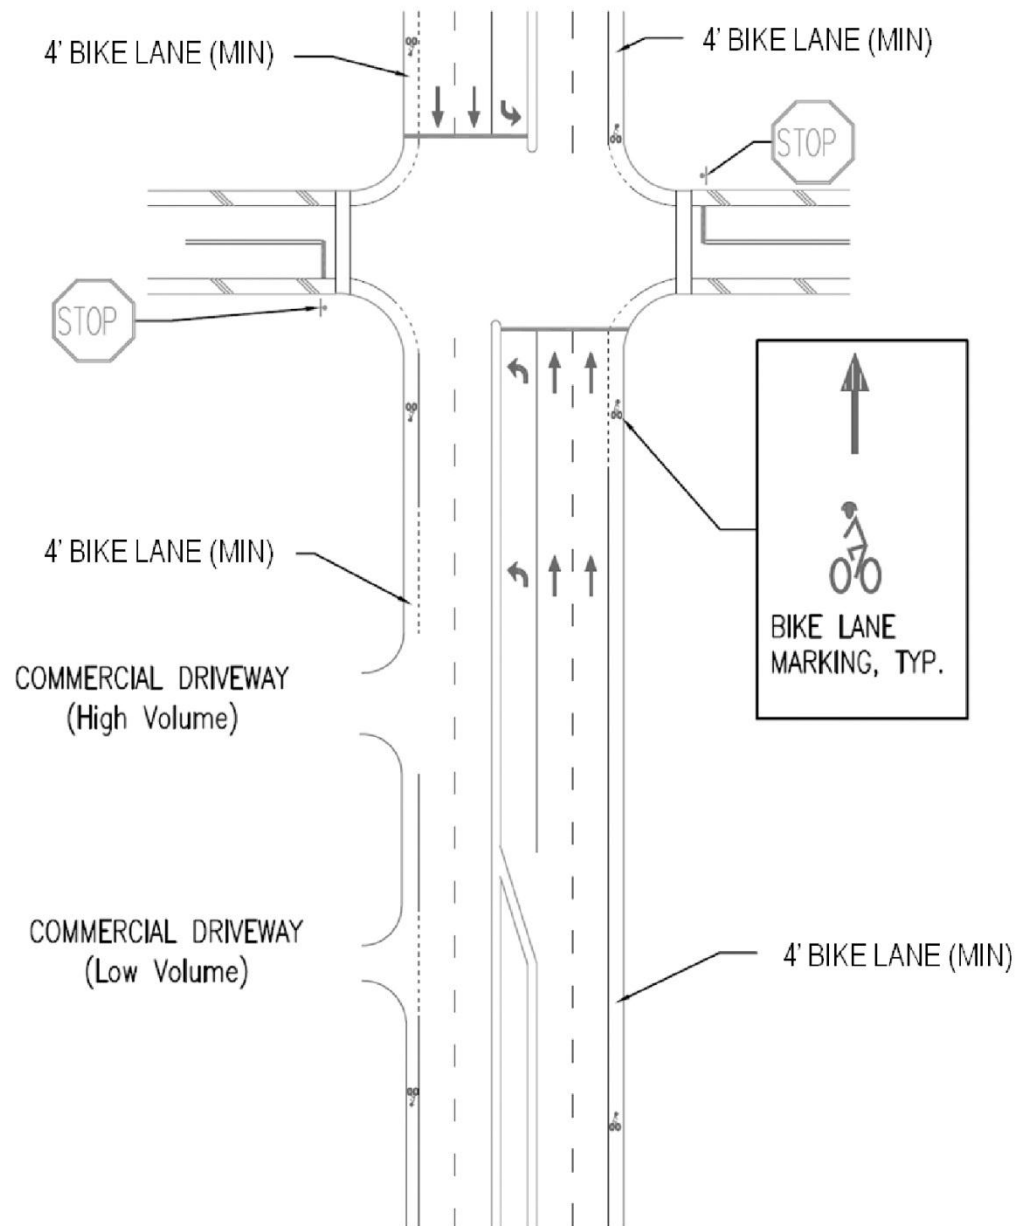 4' BIKE LANE (MIN)
4' BIKE LANE (MIN)
STOP
STOP
4' BIKE LANE (MIN)
BIKE LANE
MARKING, TYP.
COMMERCIAL DRIVEWAY
(High Volume)
COMMERCIAL DRIVEWAY
(Low Volume)
4' BIKE LANE (MIN)